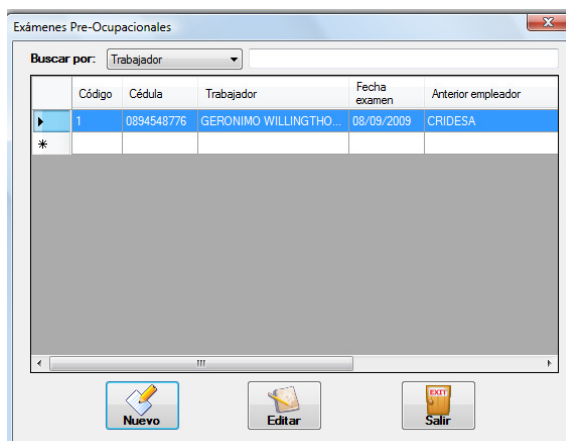 Exámenes Pre-Ocupacionales
Buscar por: Trabajador
Código Cédula Trabajador Fecha examen Anterior empleador
1 0894548776 GERONIMO WILLINGTHO... 08/09/2009 CRIDESA
Nuevo Editar EXIT Salir